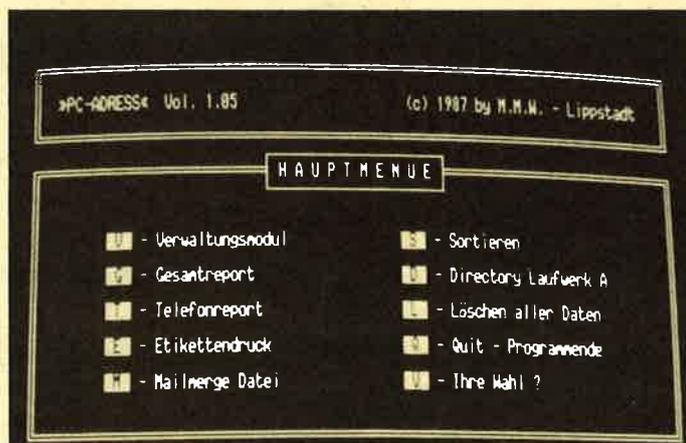 »PC-ADRESS« Vol. 1.05 (c) 1987 by M.M.W. - Lippstadt
HAUPTMENUE
V - Verwaltungsmodul
G - Gesamtreport
T - Telefonreport
E - Etikettendruck
M - Mailmerge Datei
S - Sortieren
D - Directory Laufwerk A
L - Löschen aller Daten
Q - Quit - Programmende
- Ihre Wahl ?